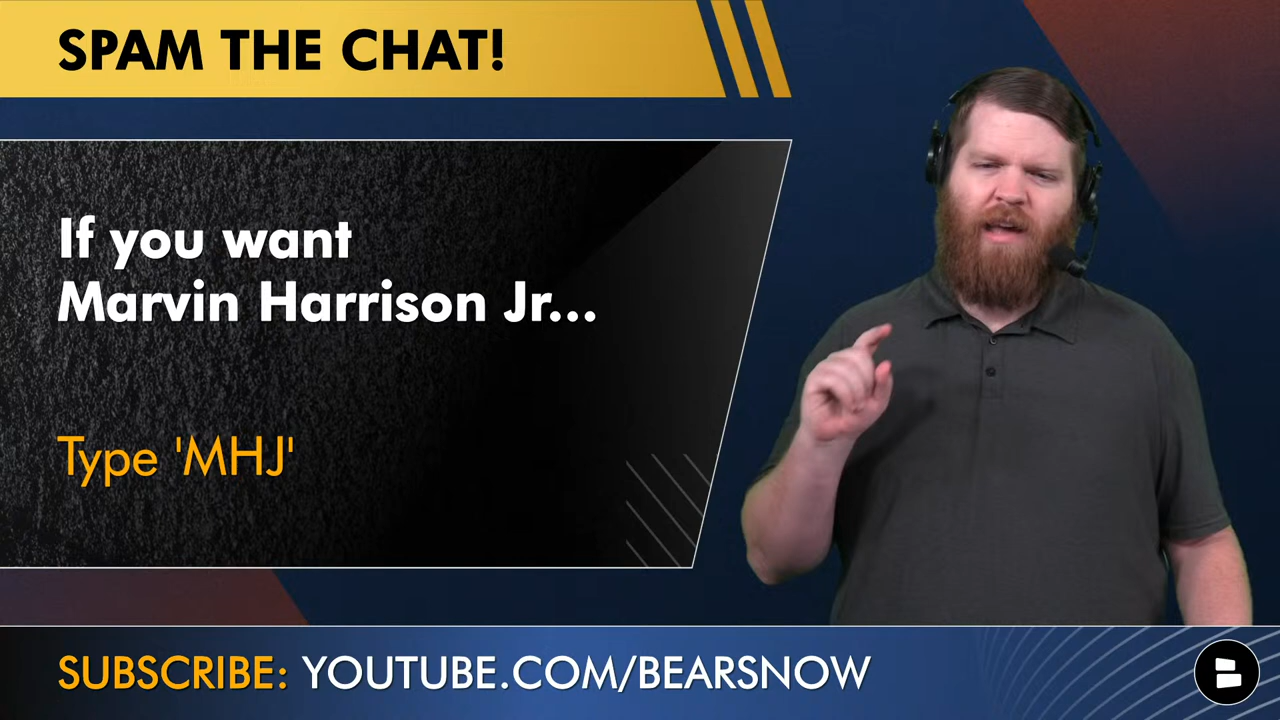 SPAM THE CHAT!
If you want
Marvin Harrison Jr...
Type 'MHJ'
SUBSCRIBE: YOUTUBE.COM/BEARSNOW